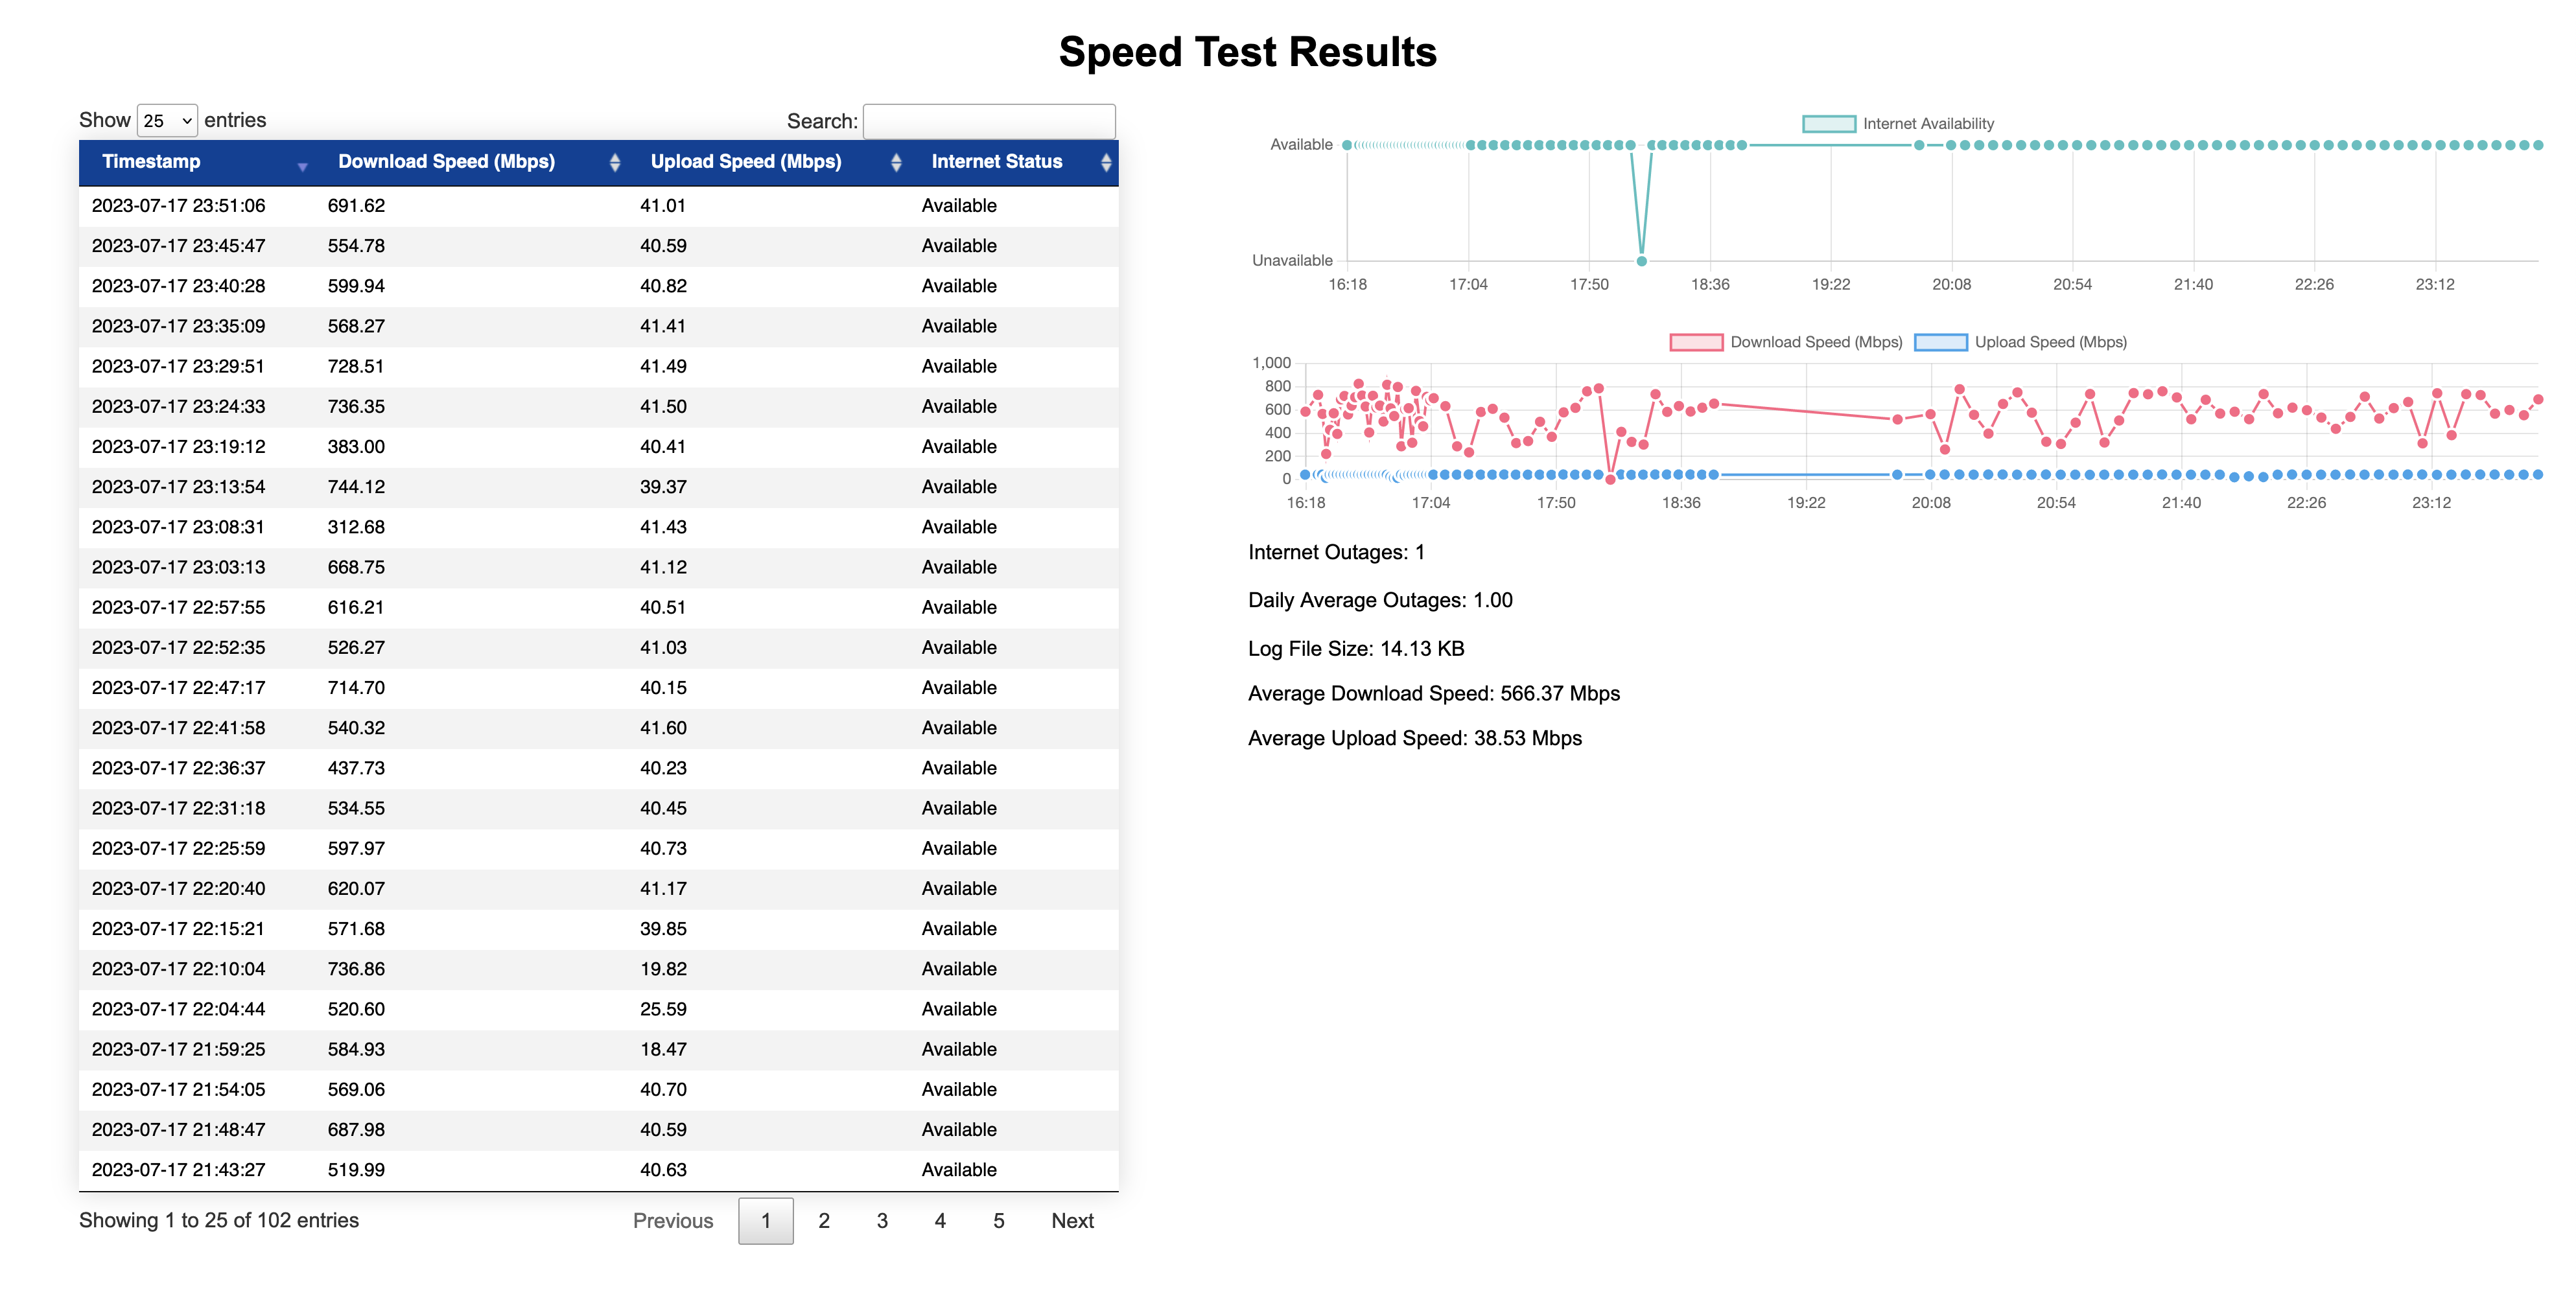 Speed Test Results
Show 25 entries
Search:
Timestamp Download Speed (Mbps) Upload Speed (Mbps) Internet Status
2023-07-17 23:51:06 691.62 41.01 Available
2023-07-17 23:45:47 554.78 40.59 Available
2023-07-17 23:40:28 599.94 40.82 Available
2023-07-17 23:35:09 568.27 41.41 Available
2023-07-17 23:29:51 728.51 41.49 Available
2023-07-17 23:24:33 736.35 41.50 Available
2023-07-17 23:19:12 383.00 40.41 Available
2023-07-17 23:13:54 744.12 39.37 Available
2023-07-17 23:08:31 312.68 41.43 Available
2023-07-17 23:03:13 668.75 41.12 Available
2023-07-17 22:57:55 616.21 40.51 Available
2023-07-17 22:52:35 526.27 41.03 Available
2023-07-17 22:47:17 714.70 40.15 Available
2023-07-17 22:41:58 540.32 41.60 Available
2023-07-17 22:36:37 437.73 40.23 Available
2023-07-17 22:31:18 534.55 40.45 Available
2023-07-17 22:25:59 597.97 40.73 Available
2023-07-17 22:20:40 620.07 41.17 Available
2023-07-17 22:15:21 571.68 39.85 Available
2023-07-17 22:10:04 736.86 19.82 Available
2023-07-17 22:04:44 520.60 25.59 Available
2023-07-17 21:59:25 584.93 18.47 Available
2023-07-17 21:54:05 569.06 40.70 Available
2023-07-17 21:48:47 687.98 40.59 Available
2023-07-17 21:43:27 519.99 40.63 Available
Showing 1 to 25 of 102 entries
Previous 1 2 3 4 5 Next
Internet Availability
Available
Unavailable
16:18 17:04 17:50 18:36 19:22 20:08 20:54 21:40 22:26 23:12
Download Speed (Mbps) Upload Speed (Mbps)
1,000
800
600
400
200
0
16:18 17:04 17:50 18:36 19:22 20:08 20:54 21:40 22:26 23:12
Internet Outages: 1
Daily Average Outages: 1.00
Log File Size: 14.13 KB
Average Download Speed: 566.37 Mbps
Average Upload Speed: 38.53 Mbps